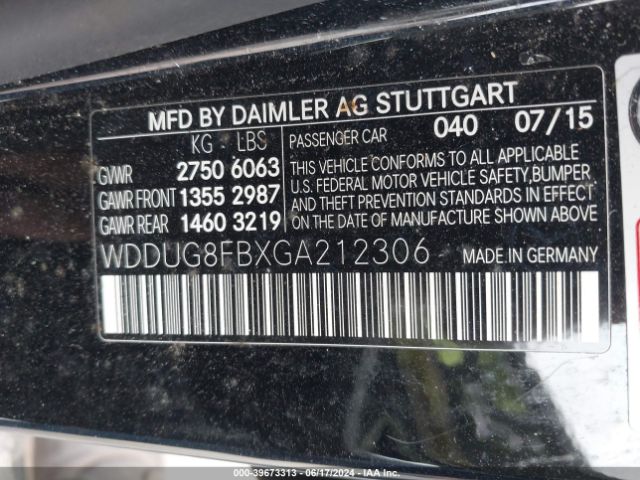 MFD BY DAIMLER AG STUTTGART
KG - LBS
PASSENGER CAR 040 07/15
GVWR 2750 6063
GAWR FRONT 1355 2987
GAWR REAR 1460 3219
THIS VEHICLE CONFORMS TO ALL APPLICABLE
U.S. FEDERAL MOTOR VEHICLE SAFETY, BUMPER
AND THEFT PREVENTION STANDARDS IN EFFECT
ON THE DATE OF MANUFACTURE SHOWN ABOVE.
WDDUG8FBXGA212306 MADE IN GERMANY
000-39673313 - 06/17/2024 - IAAI.COM